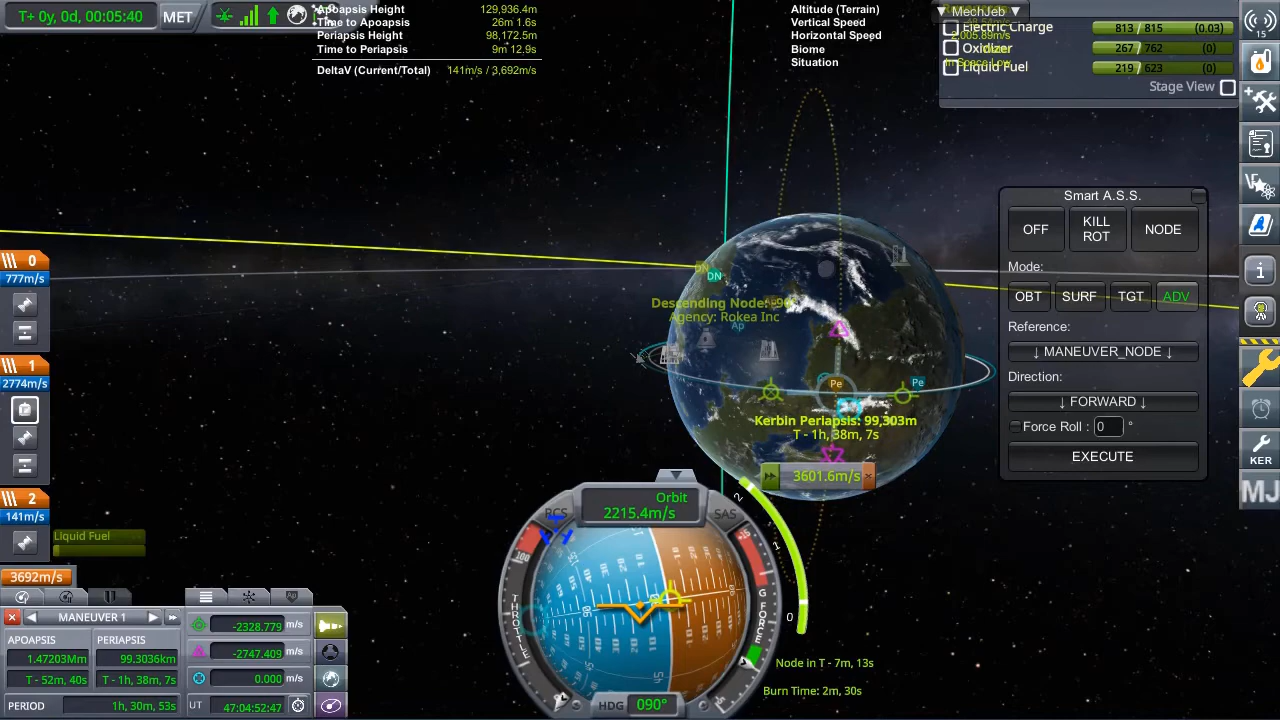 T+ 0y, 0d, 00:05:40 MET
Apoapsis Height 129,936.4m
Time to Apoapsis 26m 1.6s
Periapsis Height 98,172.5m
Time to Periapsis 9m 12.9s
DeltaV (Current/Total) 141m/s / 3,692m/s
Altitude (Terrain)
Vertical Speed
Horizontal Speed
Biome
Situation
▼ MechJeb ▼
Electric Charge 813 / 815 (0.03)
Oxidizer 267 / 762 (0)
Liquid Fuel 219 / 623 (0)
Stage View
15
Smart A.S.S.
OFF KILL ROT NODE
Mode:
OBT SURF TGT ADV
Reference:
↓ MANEUVER_NODE ↓
Direction:
↓ FORWARD ↓
Force Roll : 0 °
EXECUTE
KER
MJ
0
777m/s
1
2774m/s
2
141m/s
Liquid Fuel
3692m/s
DN
DN
Descending Node: -90°
Agency: Rokea Inc
Ap
Pe
Pe
Kerbin Periapsis: 99,303m
T - 1h, 38m, 7s
3601.6m/s
Orbit
2215.4m/s
RCS SAS
THROTTLE
G FORCE
HDG 090°
Node in T - 7m, 13s
Burn Time: 2m, 30s
MANEUVER 1
APOAPSIS PERIAPSIS
1.47203Mm 99.3036km
T - 52m, 40s T - 1h, 38m, 7s
PERIOD 1h, 30m, 53s
-2328.779 m/s
-2747.409 m/s
0.000 m/s
UT 47:04:52:47